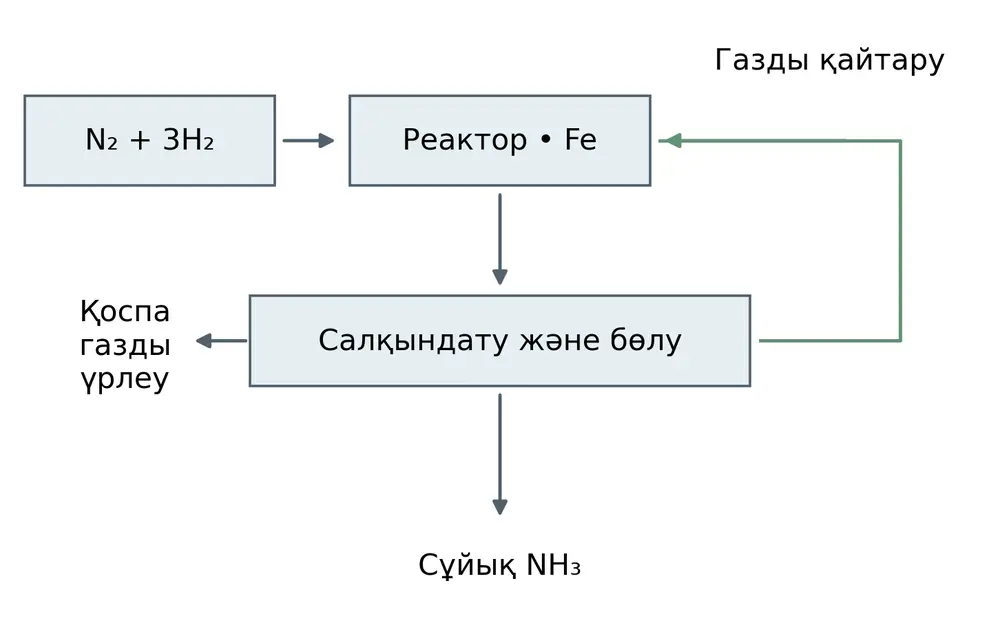 Газды қайтару
N₂ + 3H₂
Реактор • Fe
Қоспа
газды
үрлеу
Салқындату және бөлу
Сұйық NH₃